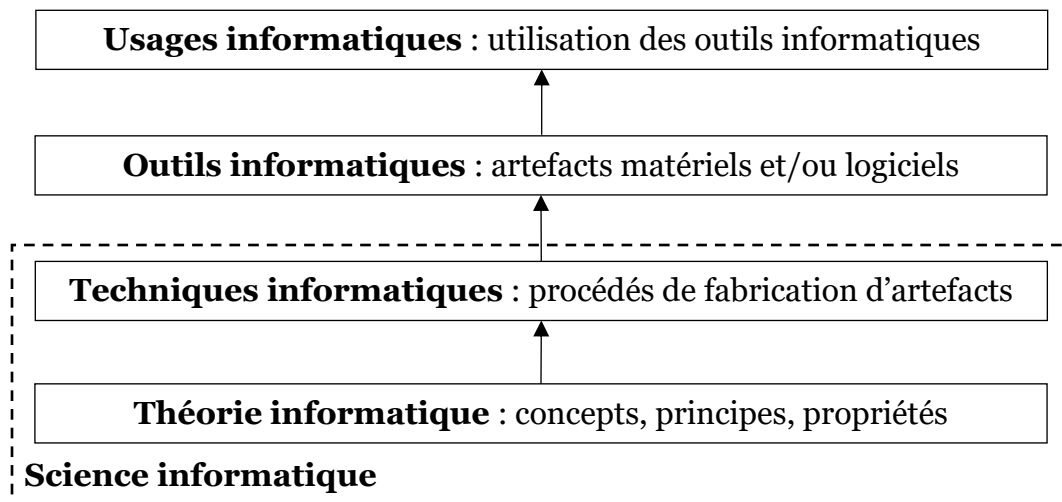 Usages informatiques : utilisation des outils informatiques
Outils informatiques : artefacts matériels et/ou logiciels
Techniques informatiques : procédés de fabrication d’artefacts
Théorie informatique : concepts, principes, propriétés
Science informatique